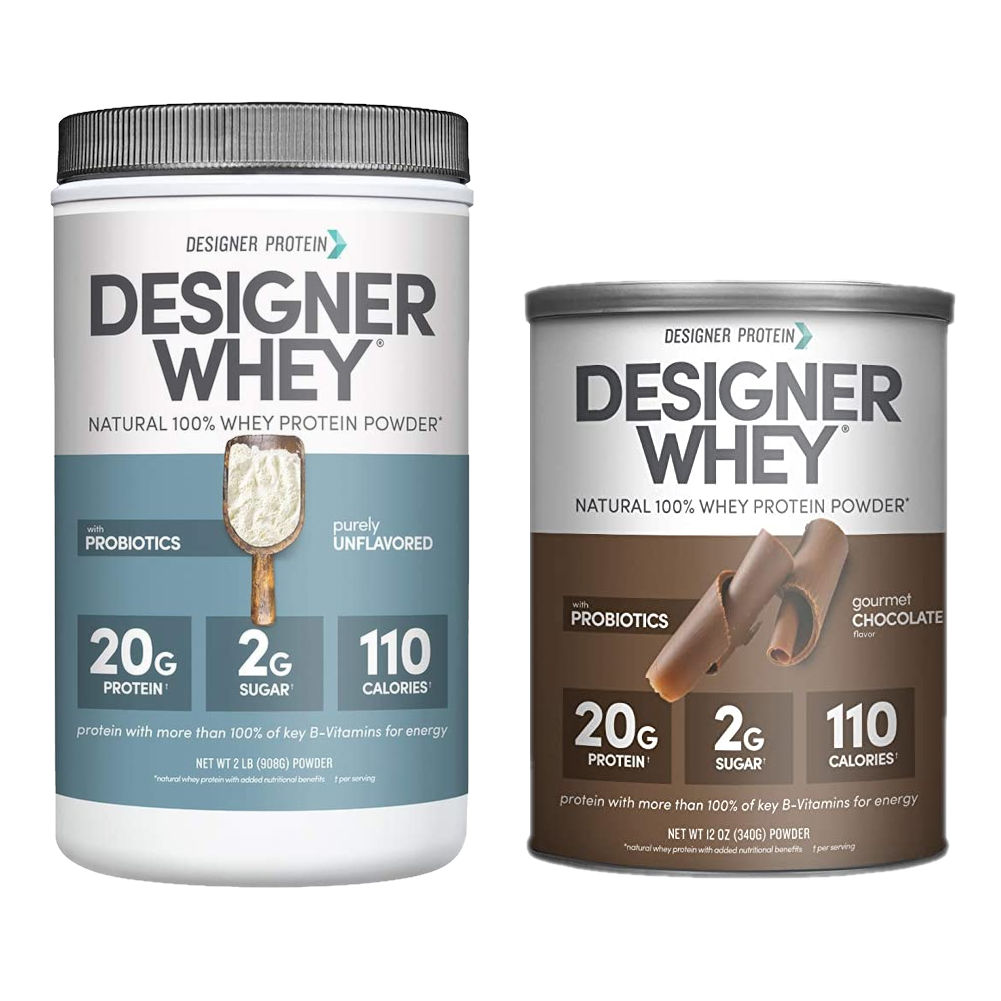 DESIGNER PROTEIN
DESIGNER
WHEY®
NATURAL 100% WHEY PROTEIN POWDER*
with
PROBIOTICS
purely
UNFLAVORED
20G
PROTEIN†
2G
SUGAR†
110
CALORIES†
protein with more than 100% of key B-Vitamins for energy
NET WT 2 LB (908G) POWDER
*natural whey protein with added nutritional benefits † per serving
DESIGNER PROTEIN
DESIGNER
WHEY®
NATURAL 100% WHEY PROTEIN POWDER*
with
PROBIOTICS
gourmet
CHOCOLATE
flavor
20G
PROTEIN†
2G
SUGAR†
110
CALORIES†
protein with more than 100% of key B-Vitamins for energy
NET WT 12 OZ (340G) POWDER
*natural whey protein with added nutritional benefits † per serving